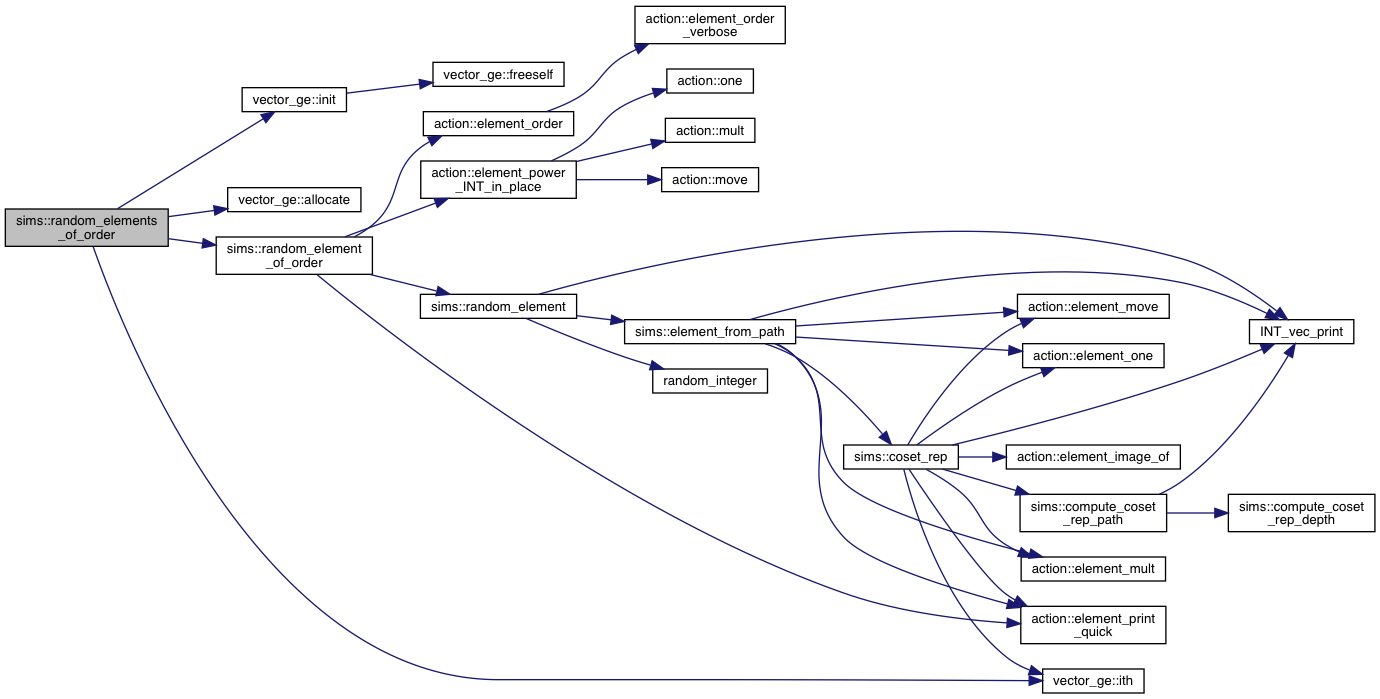 sims::random_elements
_of_order
vector_ge::init
vector_ge::freeself
vector_ge::allocate
sims::random_element
_of_order
action::element_order
action::element_order
_verbose
action::element_power
_INT_in_place
action::one
action::mult
action::move
sims::random_element
sims::element_from_path
random_integer
action::element_move
action::element_one
INT_vec_print
sims::coset_rep
action::element_image_of
sims::compute_coset
_rep_path
sims::compute_coset
_rep_depth
action::element_mult
action::element_print
_quick
vector_ge::ith